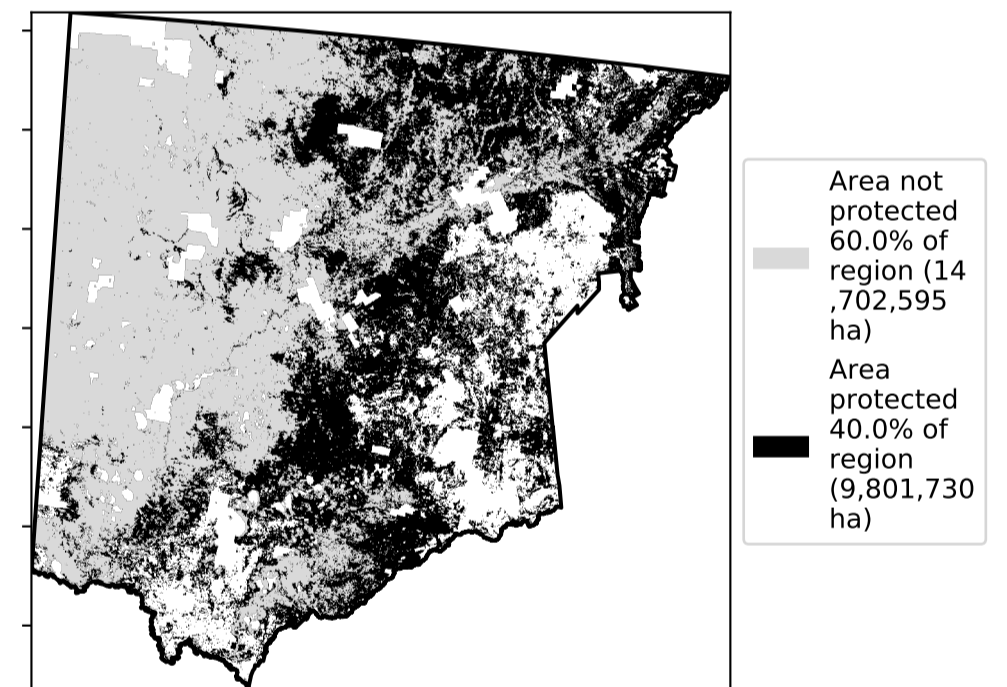 Area not
protected
60.0% of
region (14
,702,595
ha)
Area
protected
40.0% of
region
(9,801,730
ha)